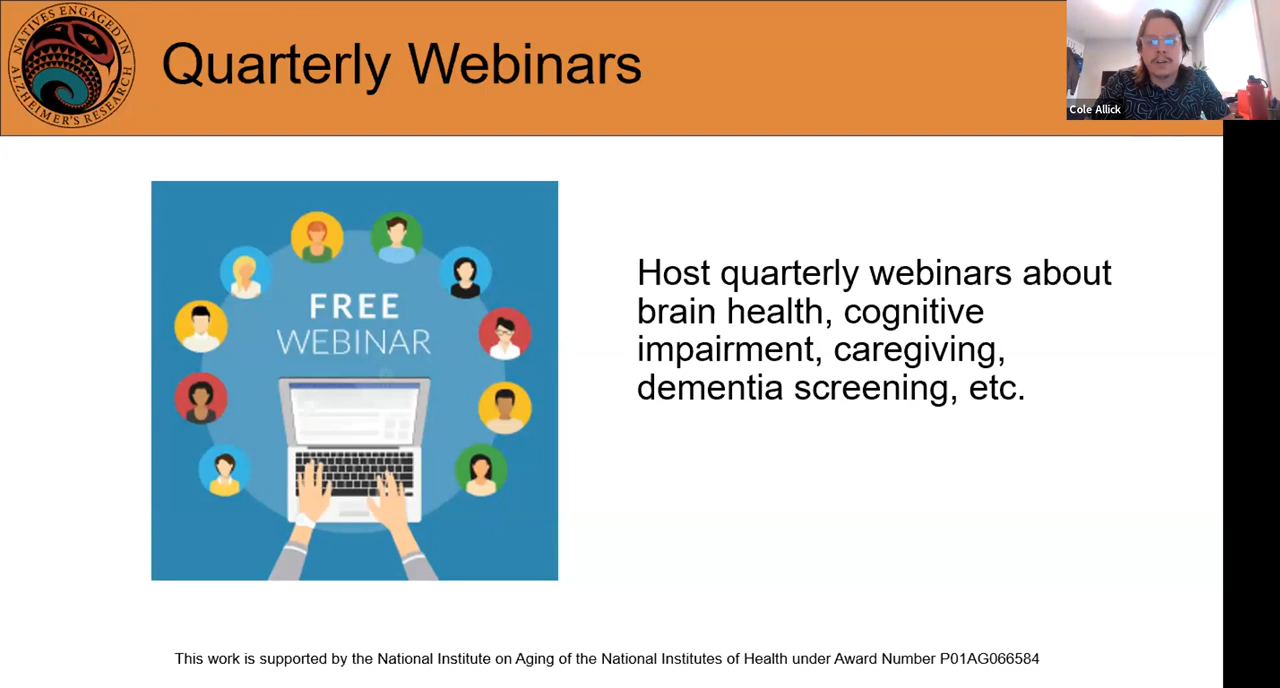 NATIVES ENGAGED IN
ALZHEIMER'S RESEARCH
Quarterly Webinars
Cole Allick
FREE
WEBINAR
Host quarterly webinars about
brain health, cognitive
impairment, caregiving,
dementia screening, etc.
This work is supported by the National Institute on Aging of the National Institutes of Health under Award Number P01AG066584